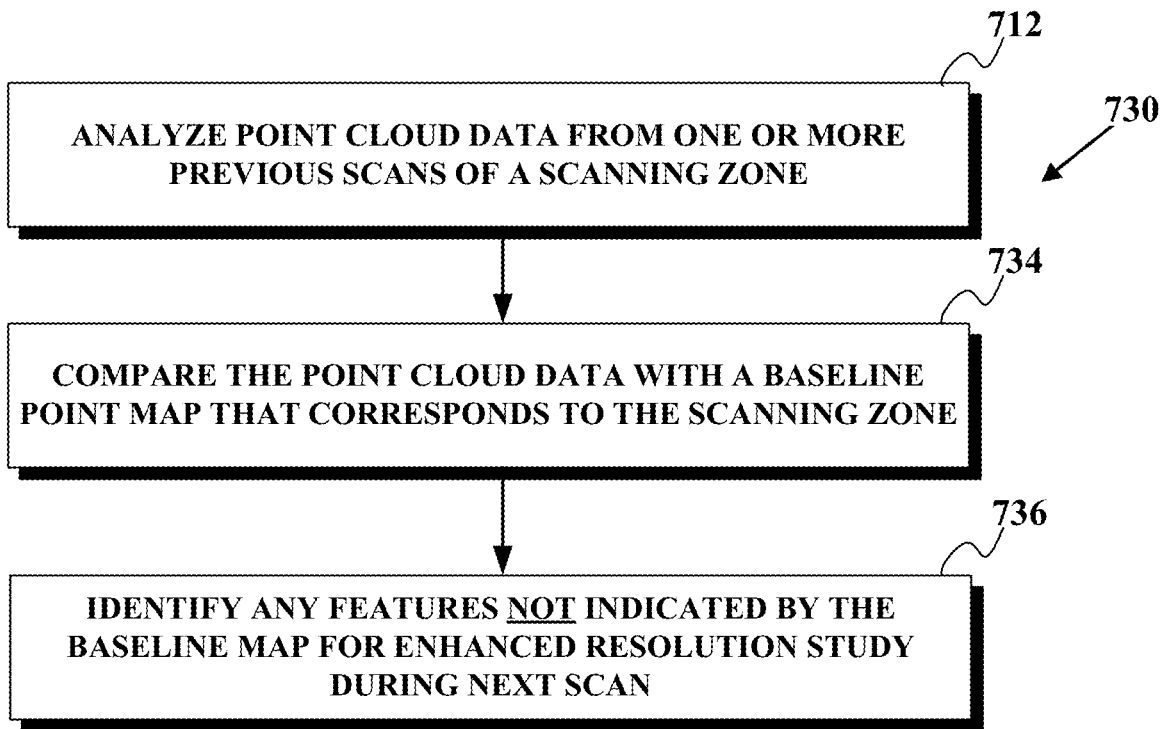 712
730
ANALYZE POINT CLOUD DATA FROM ONE OR MORE
PREVIOUS SCANS OF A SCANNING ZONE
734
COMPARE THE POINT CLOUD DATA WITH A BASELINE
POINT MAP THAT CORRESPONDS TO THE SCANNING ZONE
736
IDENTIFY ANY FEATURES NOT INDICATED BY THE
BASELINE MAP FOR ENHANCED RESOLUTION STUDY
DURING NEXT SCAN